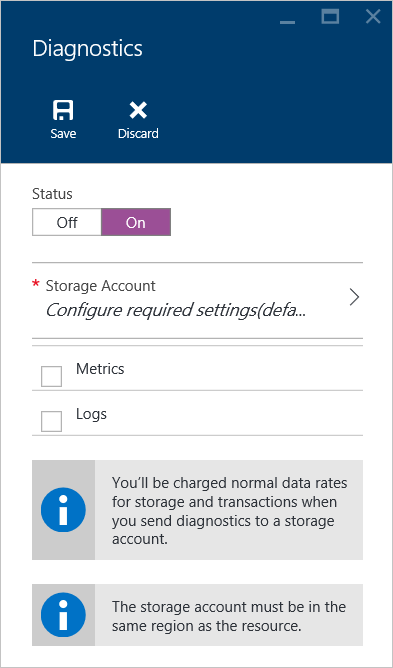 Diagnostics
Save
Discard
Status
Off
On
* Storage Account
Configure required settings(defa...
Metrics
Logs
You’ll be charged normal data rates
for storage and transactions when
you send diagnostics to a storage
account.
The storage account must be in the
same region as the resource.